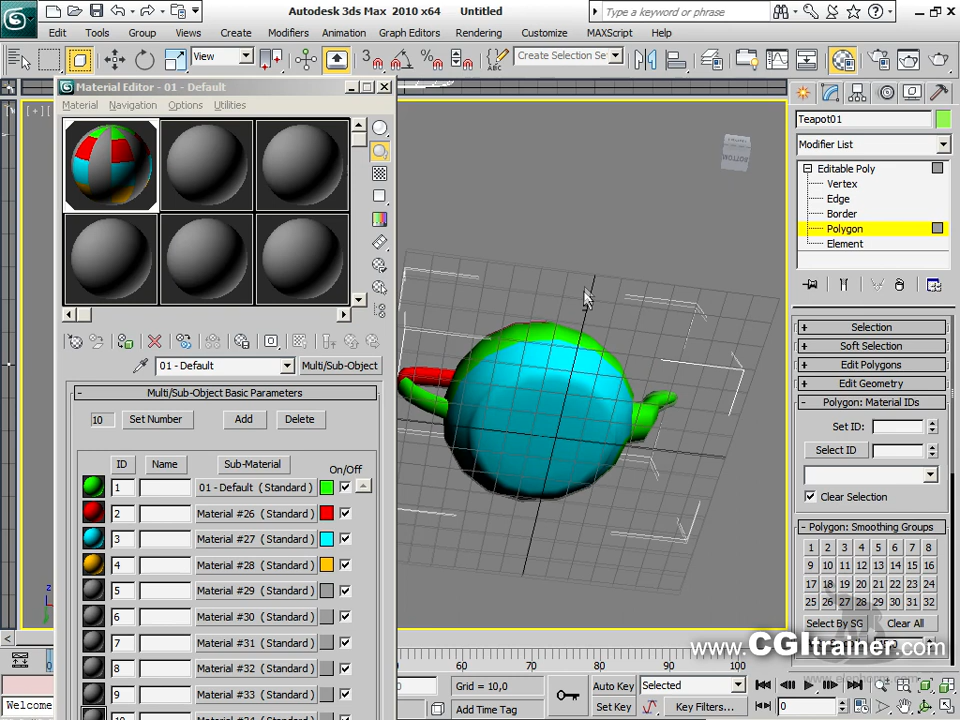 Autodesk 3ds Max 2010 x64 Untitled
Type a keyword or phrase
Edit Tools Group Views Create Modifiers Animation Graph Editors Rendering Customize MAXScript Help
View
Create Selection Se
Material Editor - 01 - Default
Material Navigation Options Utilities
[ + ]
BOTTOM
Teapot01
Modifier List
Editable Poly
Vertex
Edge
Border
Polygon
Element
01 - Default
Multi/Sub-Object
- Multi/Sub-Object Basic Parameters
10 Set Number Add Delete
ID Name Sub-Material On/Off
1 01 - Default (Standard)
2 Material #26 (Standard)
3 Material #27 (Standard)
4 Material #28 (Standard)
5 Material #29 (Standard)
6 Material #30 (Standard)
7 Material #31 (Standard)
8 Material #32 (Standard)
9 Material #33 (Standard)
+ Selection
+ Soft Selection
+ Edit Polygons
+ Edit Geometry
- Polygon: Material IDs
Set ID:
Select ID
Clear Selection
- Polygon: Smoothing Groups
1 2 3 4 5 6 7 8
9 10 11 12 13 14 15 16
17 18 19 20 21 22 23 24
25 26 27 28 29 30 31 32
Select By SG Clear All
www.CGItrainer.com
60 70 80 90 100
Welcome
Grid = 10,0
Add Time Tag
Auto Key Selected
Set Key Key Filters...
0